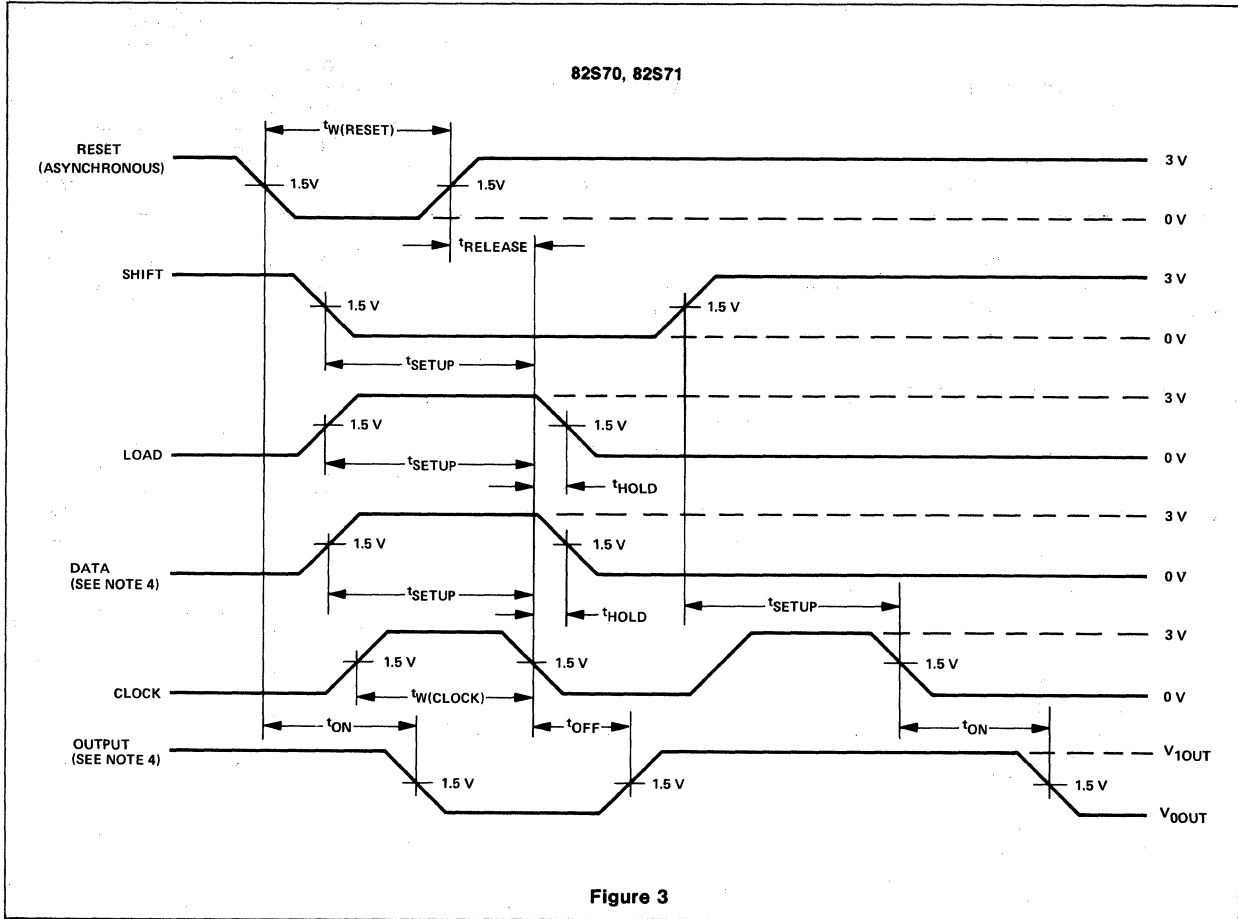 82S70, 82S71
tW(RESET)
RESET
(ASYNCHRONOUS)
1.5V
1.5V
3 V
0 V
tRELEASE
SHIFT
1.5 V
1.5 V
3 V
0 V
tSETUP
LOAD
1.5 V
1.5 V
3 V
0 V
tSETUP
tHOLD
DATA
(SEE NOTE 4)
1.5 V
1.5 V
3 V
0 V
tSETUP
tHOLD
tSETUP
CLOCK
1.5 V
1.5 V
1.5 V
3 V
0 V
tW(CLOCK)
tON
tOFF
tON
OUTPUT
(SEE NOTE 4)
1.5 V
1.5 V
1.5 V
V1OUT
V0OUT
Figure 3